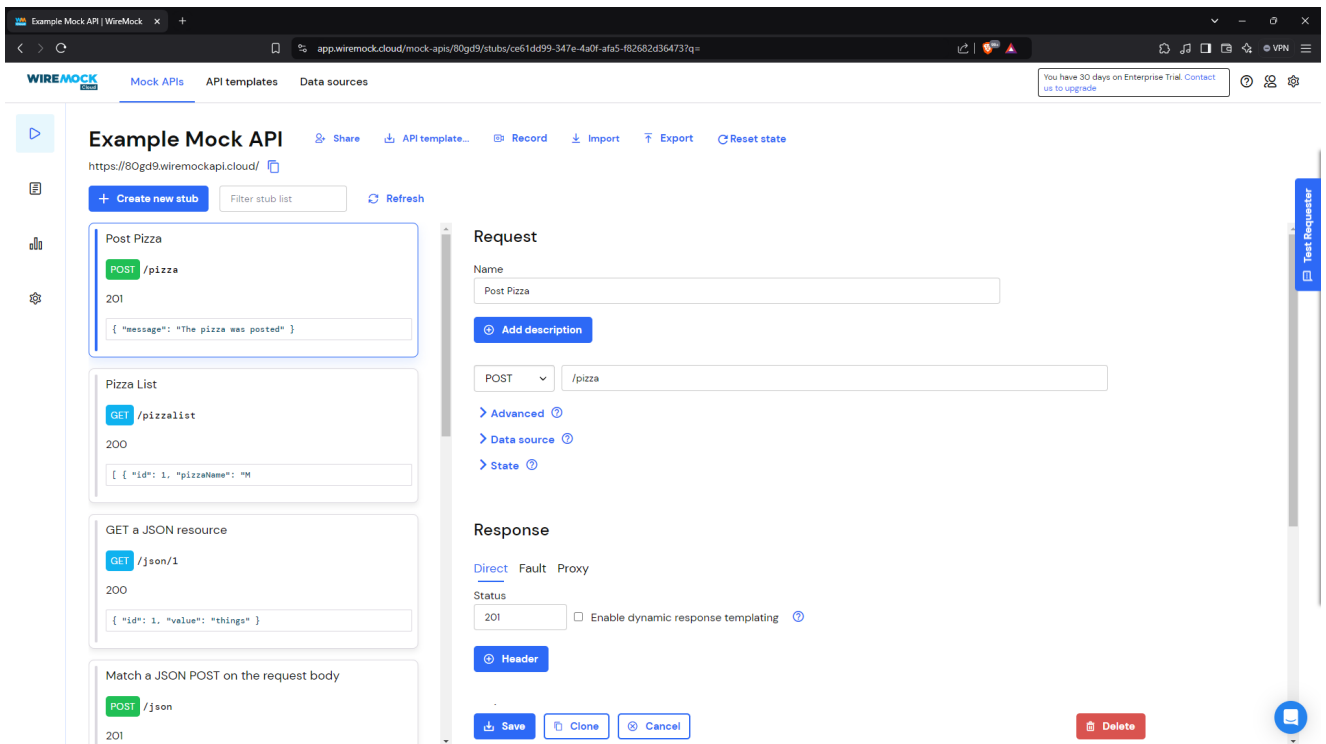 Example Mock API | WireMock
app.wiremock.cloud/mock-apis/80gd9/stubs/ce61dd99-347e-4a0f-afa5-f82682d36473?q=
VPN
WIREMOCK
Cloud
Mock APIs
API templates
Data sources
You have 30 days on Enterprise Trial. Contact
us to upgrade
Example Mock API
Share
API template...
Record
Import
Export
Reset state
https://80gd9.wiremockapi.cloud/
Create new stub
Filter stub list
Refresh
Post Pizza
POST /pizza
201
{ "message": "The pizza was posted" }
Pizza List
GET /pizzalist
200
[ { "id": 1, "pizzaName": "M
GET a JSON resource
GET /json/1
200
{ "id": 1, "value": "things" }
Match a JSON POST on the request body
POST /json
201
Request
Name
Post Pizza
Add description
POST
/pizza
Advanced
Data source
State
Response
Direct
Fault
Proxy
Status
201
Enable dynamic response templating
Header
Save
Clone
Cancel
Delete
Test Requester